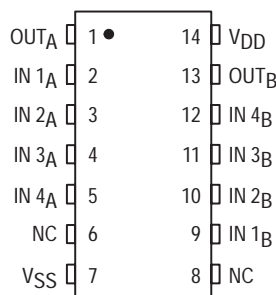 OUTA 1 14 VDD
IN 1A 2 13 OUTB
IN 2A 3 12 IN 4B
IN 3A 4 11 IN 3B
IN 4A 5 10 IN 2B
NC 6 9 IN 1B
VSS 7 8 NC